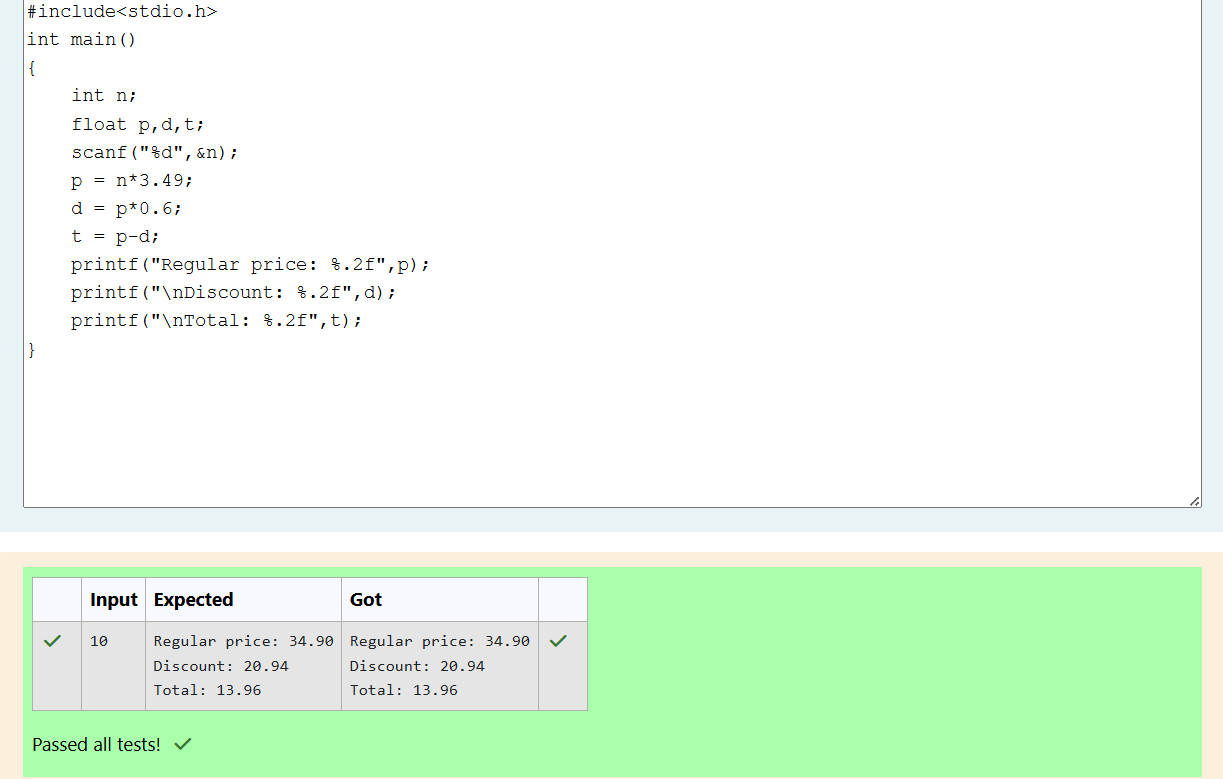 #include<stdio.h>
int main()
{
    int n;
    float p,d,t;
    scanf("%d",&n);
    p = n*3.49;
    d = p*0.6;
    t = p-d;
    printf("Regular price: %.2f",p);
    printf("\nDiscount: %.2f",d);
    printf("\nTotal: %.2f",t);
}
Input Expected Got
10 Regular price: 34.90 Regular price: 34.90
Discount: 20.94 Discount: 20.94
Total: 13.96 Total: 13.96
Passed all tests!